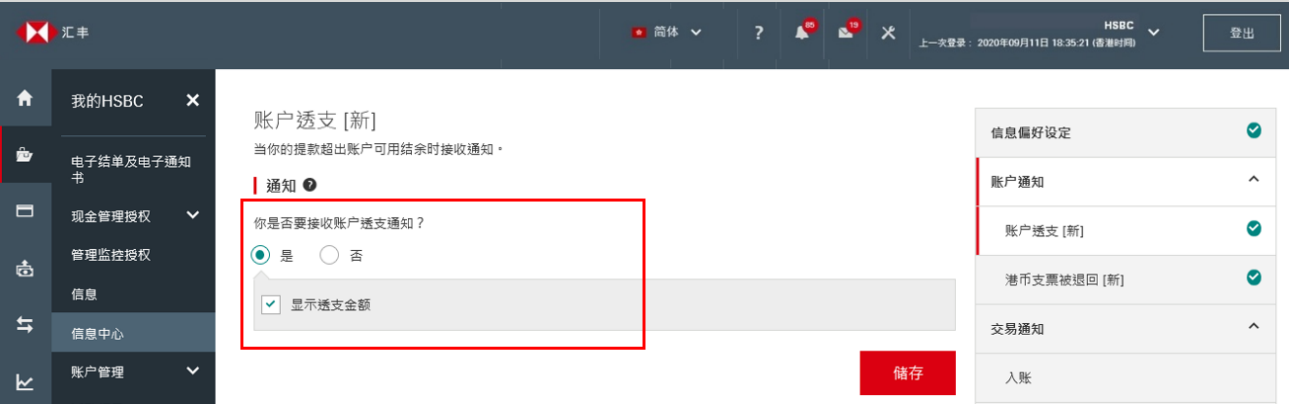 汇丰
简体
?
85
19
HSBC
上一次登录： 2020年09月11日 18:35:21 (香港时间)
登出
我的HSBC
电子结单及电子通知
书
现金管理授权
管理监控授权
信息
信息中心
账户管理
账户透支 [新]
当你的提款超出账户可用结余时接收通知。
通知 ?
你是否要接收账户透支通知？
是
否
显示透支金额
储存
信息偏好设定
账户通知
账户透支 [新]
港币支票被退回 [新]
交易通知
入账